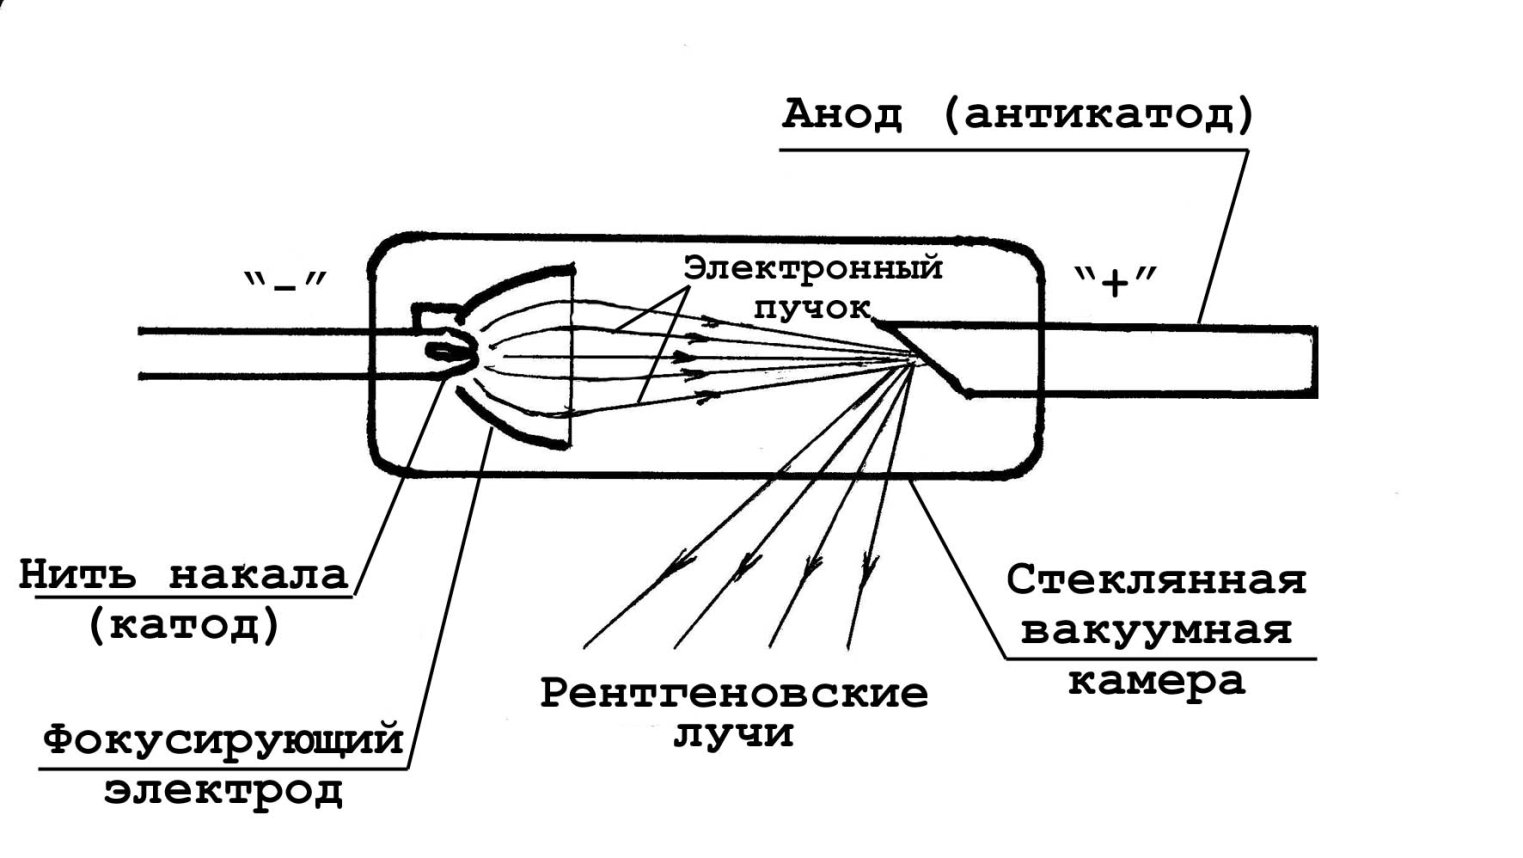 Анод (антикатод)
“-”
Электронный
пучок
“+”
Нить накала
(катод)
Стеклянная
вакуумная
камера
Рентгеновские
лучи
Фокусирующий
электрод